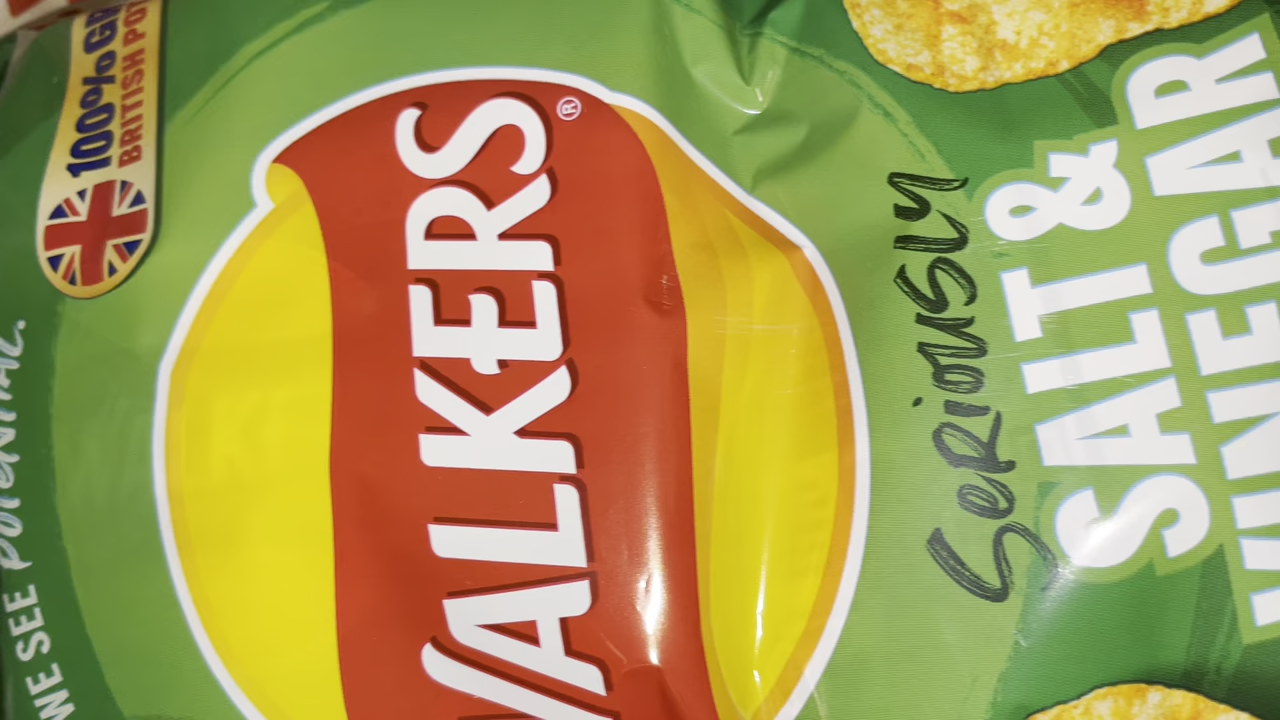 WE SEE POTENTIAL.
100% GR
BRITISH POT
WALKERS®
SERIOUSLY
SALT &
VINEGAR